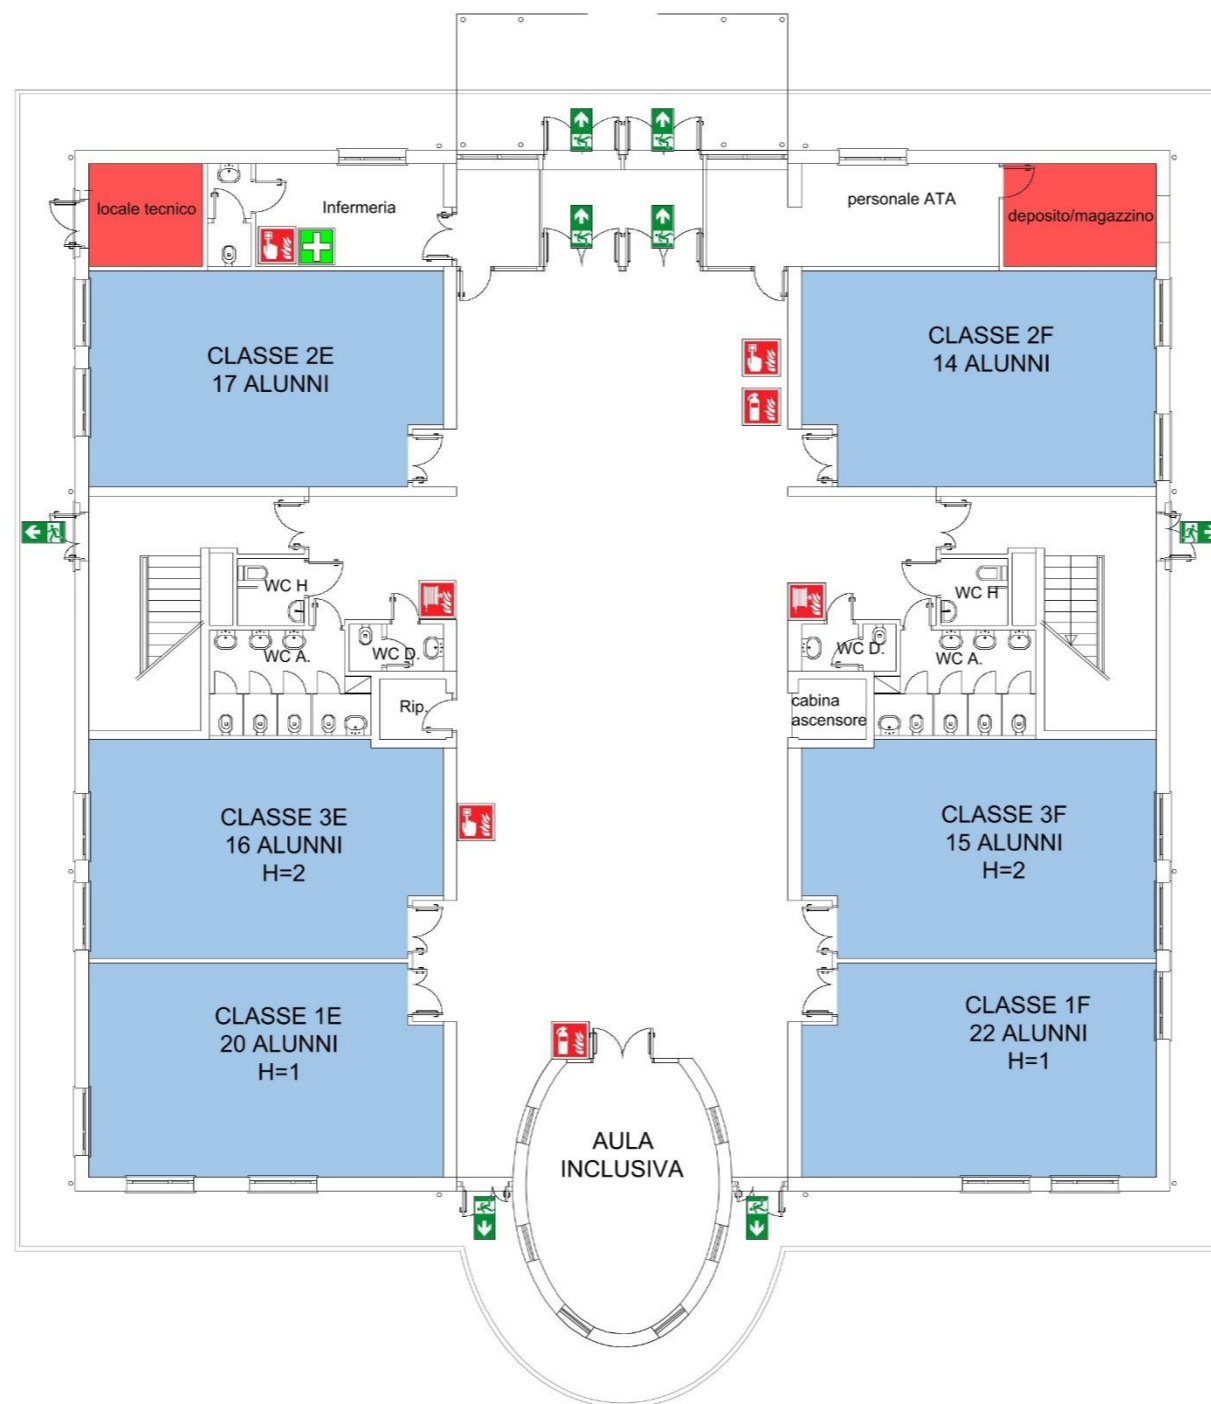 locale tecnico
Infermeria
personale ATA
deposito/magazzino
CLASSE 2E
17 ALUNNI
CLASSE 2F
14 ALUNNI
WC H
WC A.
WC D.
Rip.
WC H
WC D.
WC A.
cabina
ascensore
CLASSE 3E
16 ALUNNI
H=2
CLASSE 3F
15 ALUNNI
H=2
CLASSE 1E
20 ALUNNI
H=1
CLASSE 1F
22 ALUNNI
H=1
AULA
INCLUSIVA